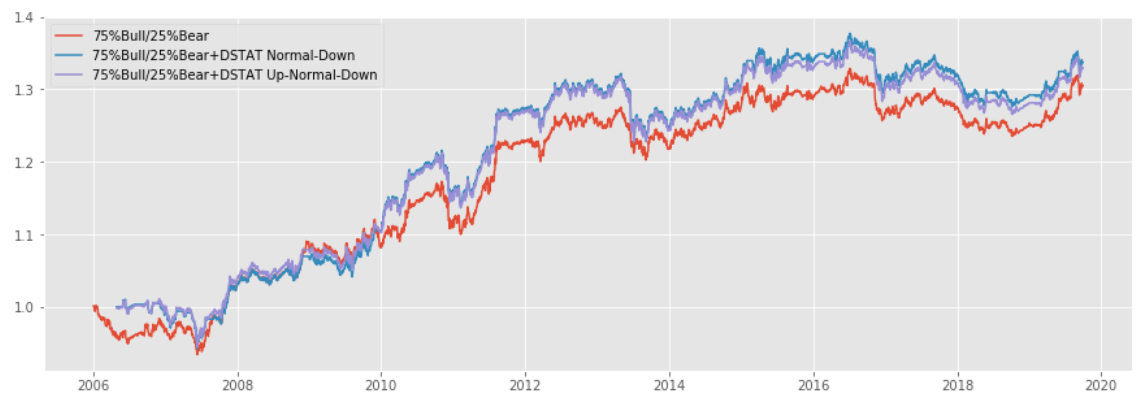 1.4
75%Bull/25%Bear
75%Bull/25%Bear+DSTAT Normal-Down
75%Bull/25%Bear+DSTAT Up-Normal-Down
1.3
1.2
1.1
1.0
2006 2008 2010 2012 2014 2016 2018 2020